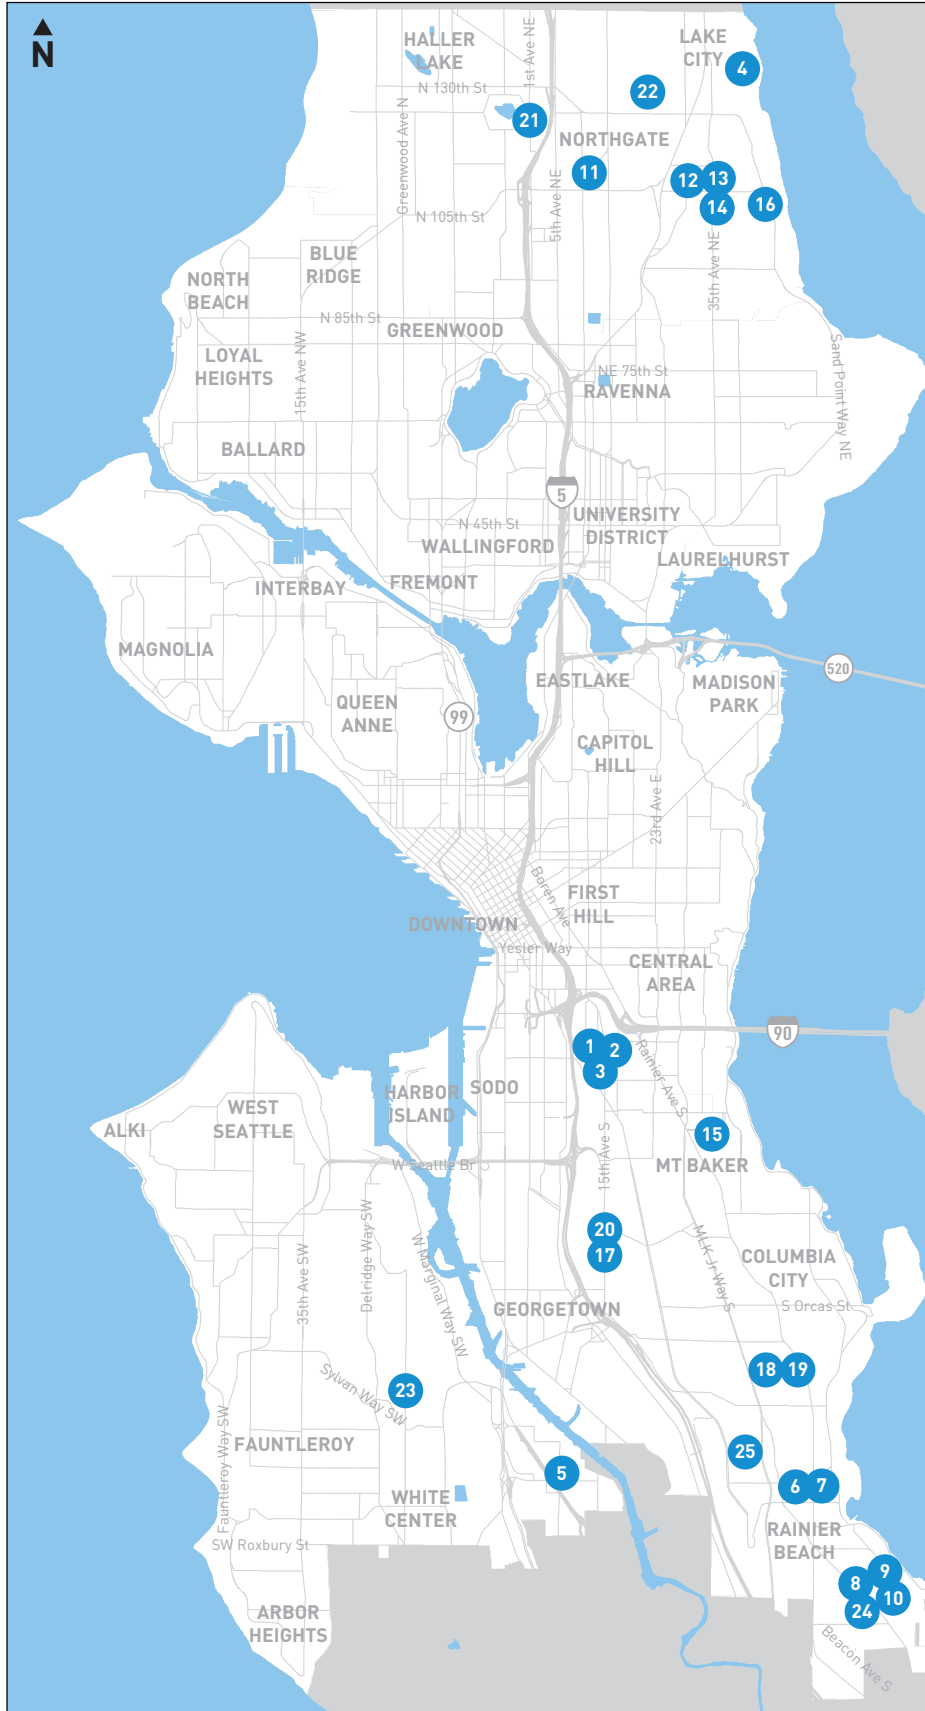 N
HALLER
LAKE
1st Ave NE
LAKE
CITY
4
N 130th St
22
Greenwood Ave N
21
NORTHGATE
11
12
13
14
16
5th Ave NE
N 105th St
35th Ave NE
BLUE
RIDGE
NORTH
BEACH
N 85th St
GREENWOOD
LOYAL
HEIGHTS
15th Ave NW
NE 75th St
RAVENNA
Sand Point Way NE
BALLARD
5
N 45th St
UNIVERSITY
DISTRICT
WALLINGFORD
LAURELHURST
INTERBAY
FREMONT
MAGNOLIA
520
EASTLAKE
MADISON
PARK
QUEEN
ANNE
99
CAPITOL
HILL
23rd Ave E
Boren Ave
FIRST
HILL
DOWNTOWN
Yesler Way
CENTRAL
AREA
90
1
2
3
Rainier Ave S
HARBOR
ISLAND
SODO
WEST
SEATTLE
ALKI
15
MT BAKER
15th Ave S
W Seattle Br
20
17
Delridge Way SW
35th Ave SW
W Marginal Way SW
MLK Jr Way S
COLUMBIA
CITY
GEORGETOWN
S Orcas St
18
19
Sylvan Way SW
23
Fauntleroy Way SW
FAUNTLEROY
25
5
6
7
WHITE
CENTER
RAINIER
BEACH
SW Roxbury St
8
9
10
24
ARBOR
HEIGHTS
Beacon Ave S